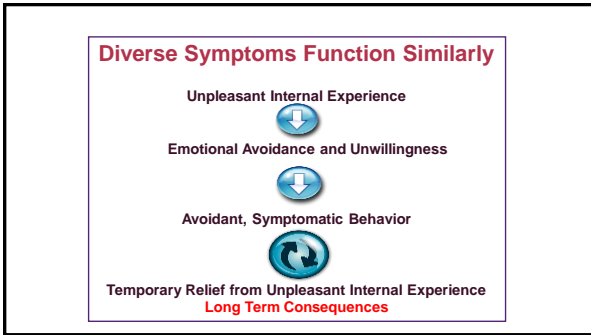 Diverse Symptoms Function Similarly
Unpleasant Internal Experience
Emotional Avoidance and Unwillingness
Avoidant, Symptomatic Behavior
Temporary Relief from Unpleasant Internal Experience
Long Term Consequences